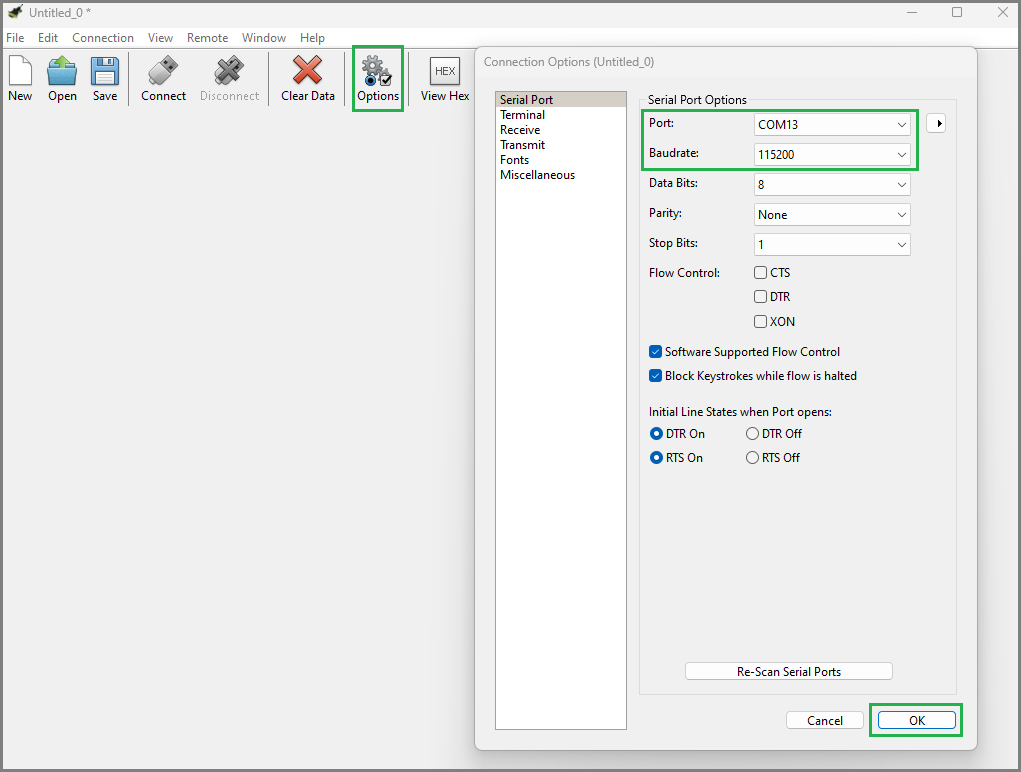 Untitled_0 *
File Edit Connection View Remote Window Help
New Open Save Connect Disconnect Clear Data Options HEX View Hex
Connection Options (Untitled_0)
Serial Port
Terminal
Receive
Transmit
Fonts
Miscellaneous
Serial Port Options
Port: COM13
Baudrate: 115200
Data Bits: 8
Parity: None
Stop Bits: 1
Flow Control: CTS
DTR
XON
Software Supported Flow Control
Block Keystrokes while flow is halted
Initial Line States when Port opens:
DTR On DTR Off
RTS On RTS Off
Re-Scan Serial Ports
Cancel OK